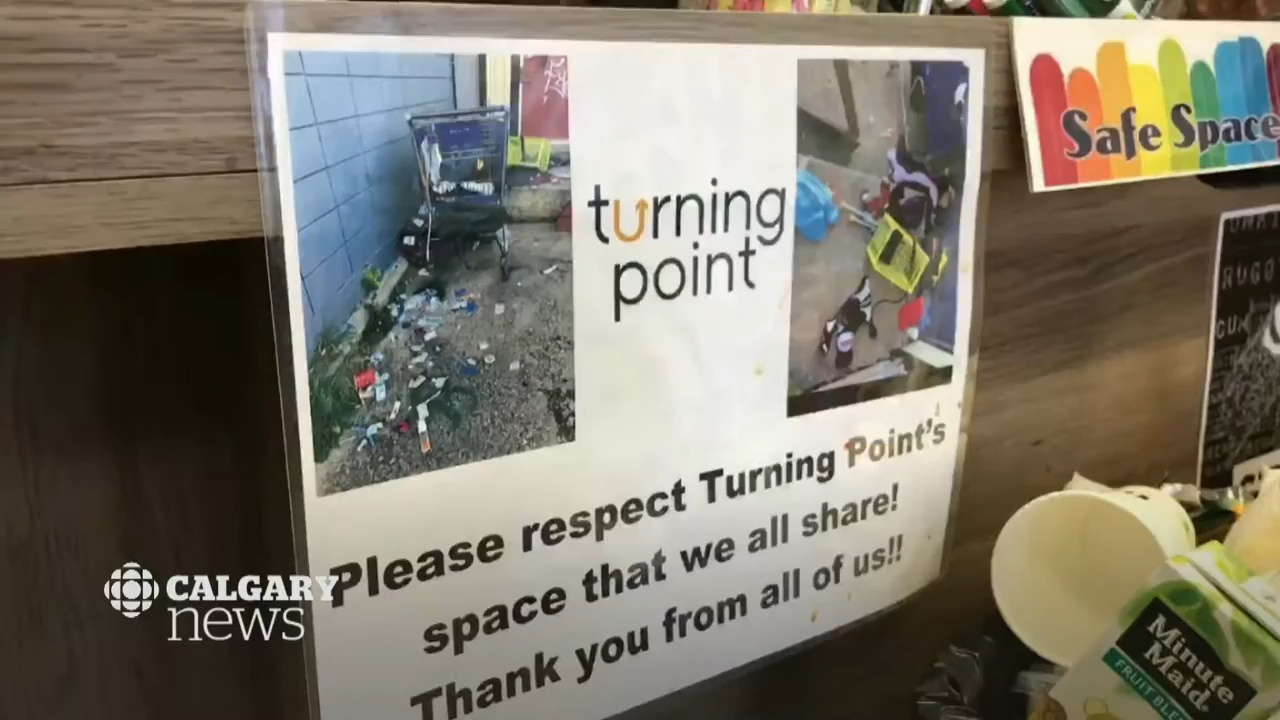 turning
point
Safe Space
Please respect Turning Point's
space that we all share!
Thank you from all of us!!
CALGARY
news
Minute
Maid